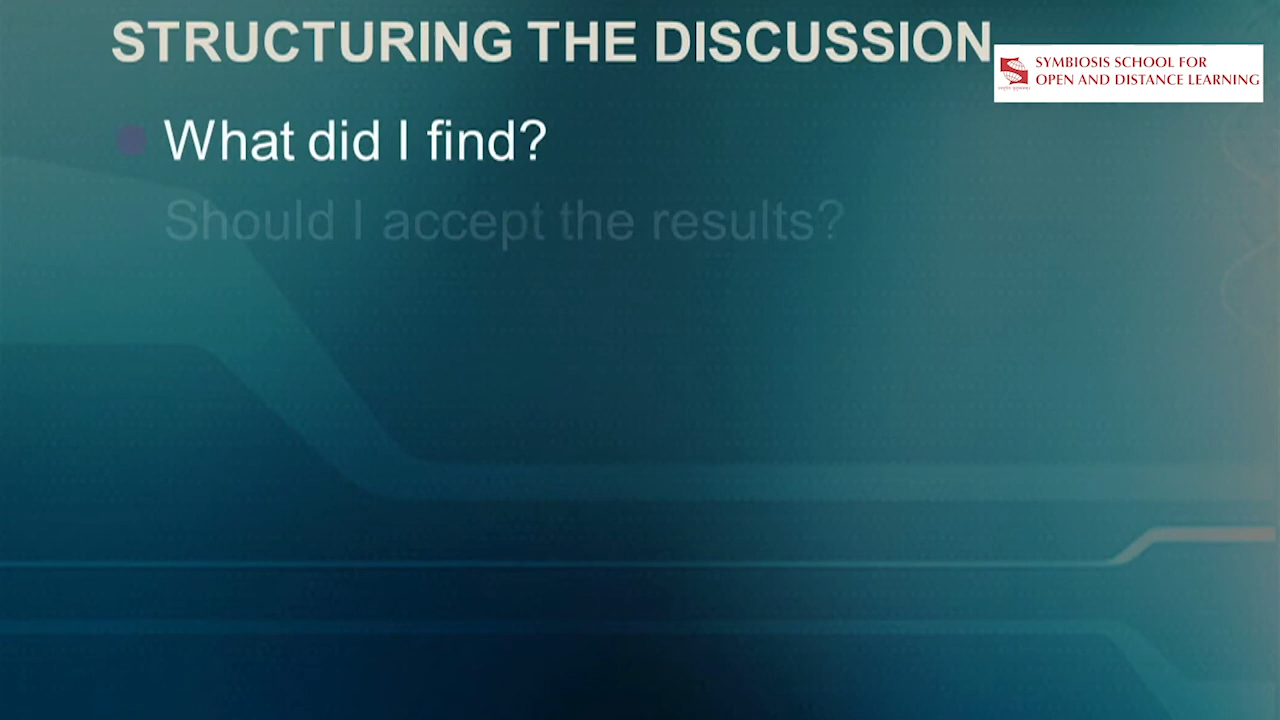 STRUCTURING THE DISCUSSION
SYMBIOSIS SCHOOL FOR
OPEN AND DISTANCE LEARNING
What did I find?
Should I accept the results?